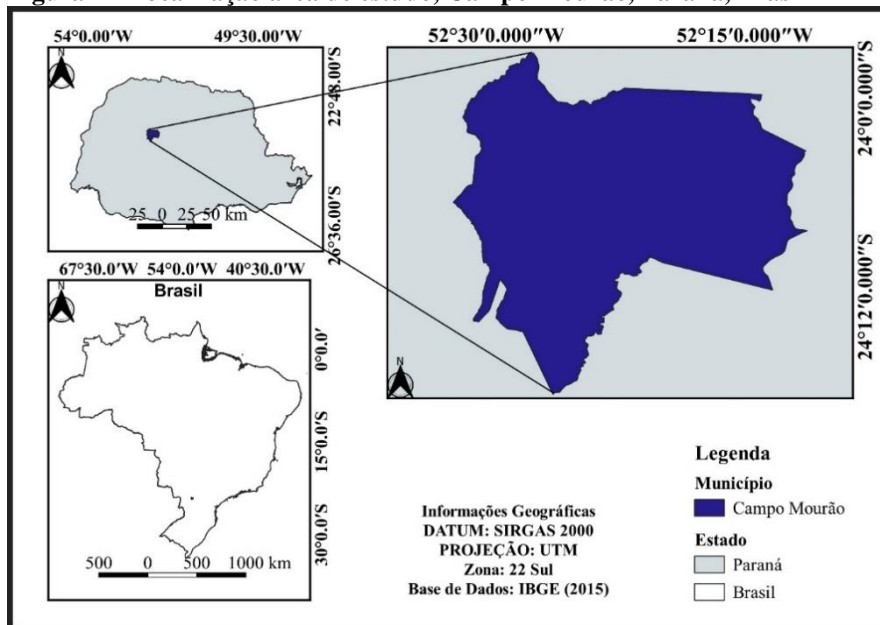 54°0.00'W 49°30.00'W
N
22°48.00'S
26°36.00'S
25 0 25 50 km
52°30'0.000"W 52°15'0.000"W
24°0'0.000"S
24°12'0.000"S
N
67°30.0'W 54°0.0'W 40°30.0'W
Brasil
N
0°0.0'
15°0.0'S
30°0.0'S
500 0 500 1000 km
Informações Geográficas
DATUM: SIRGAS 2000
PROJEÇÃO: UTM
Zona: 22 Sul
Base de Dados: IBGE (2015)
Legenda
Município
Campo Mourão
Estado
Paraná
Brasil